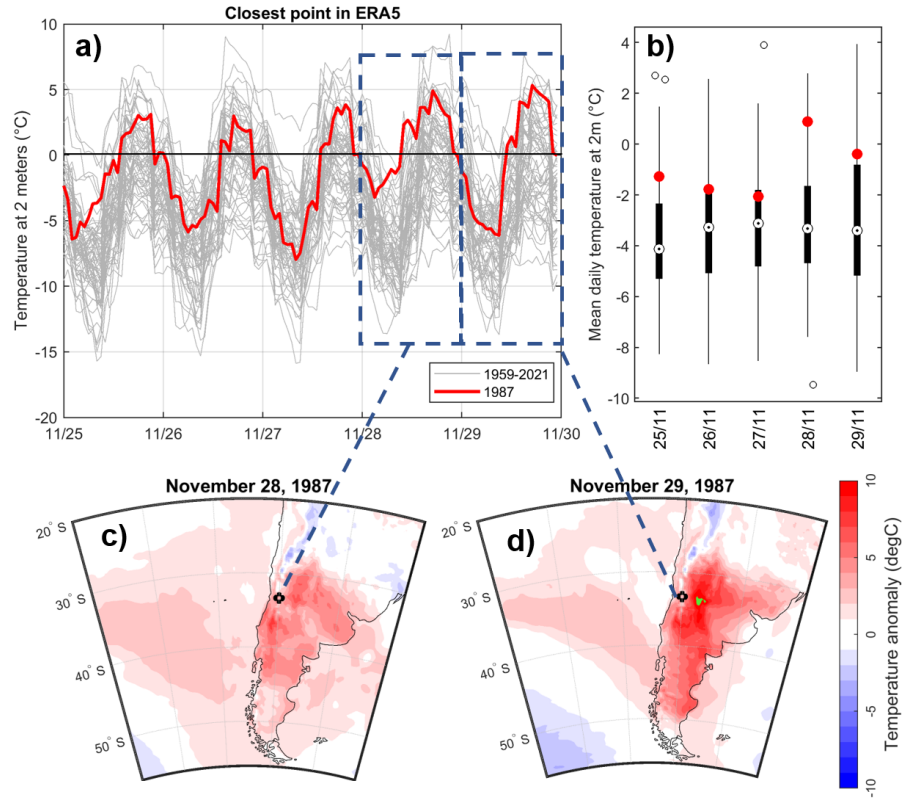 Closest point in ERA5
a)
Temperature at 2 meters (°C)
10
5
0
-5
-10
-15
-20
11/25
11/26
11/27
11/28
11/29
11/30
1959-2021
1987
b)
Mean daily temperature at 2m (°C)
4
2
0
-2
-4
-6
-8
-10
25/11
26/11
27/11
28/11
29/11
November 28, 1987
c)
20° S
30° S
40° S
50° S
November 29, 1987
d)
20° S
30° S
40° S
50° S
10
5
0
-5
-10
Temperature anomaly (degC)